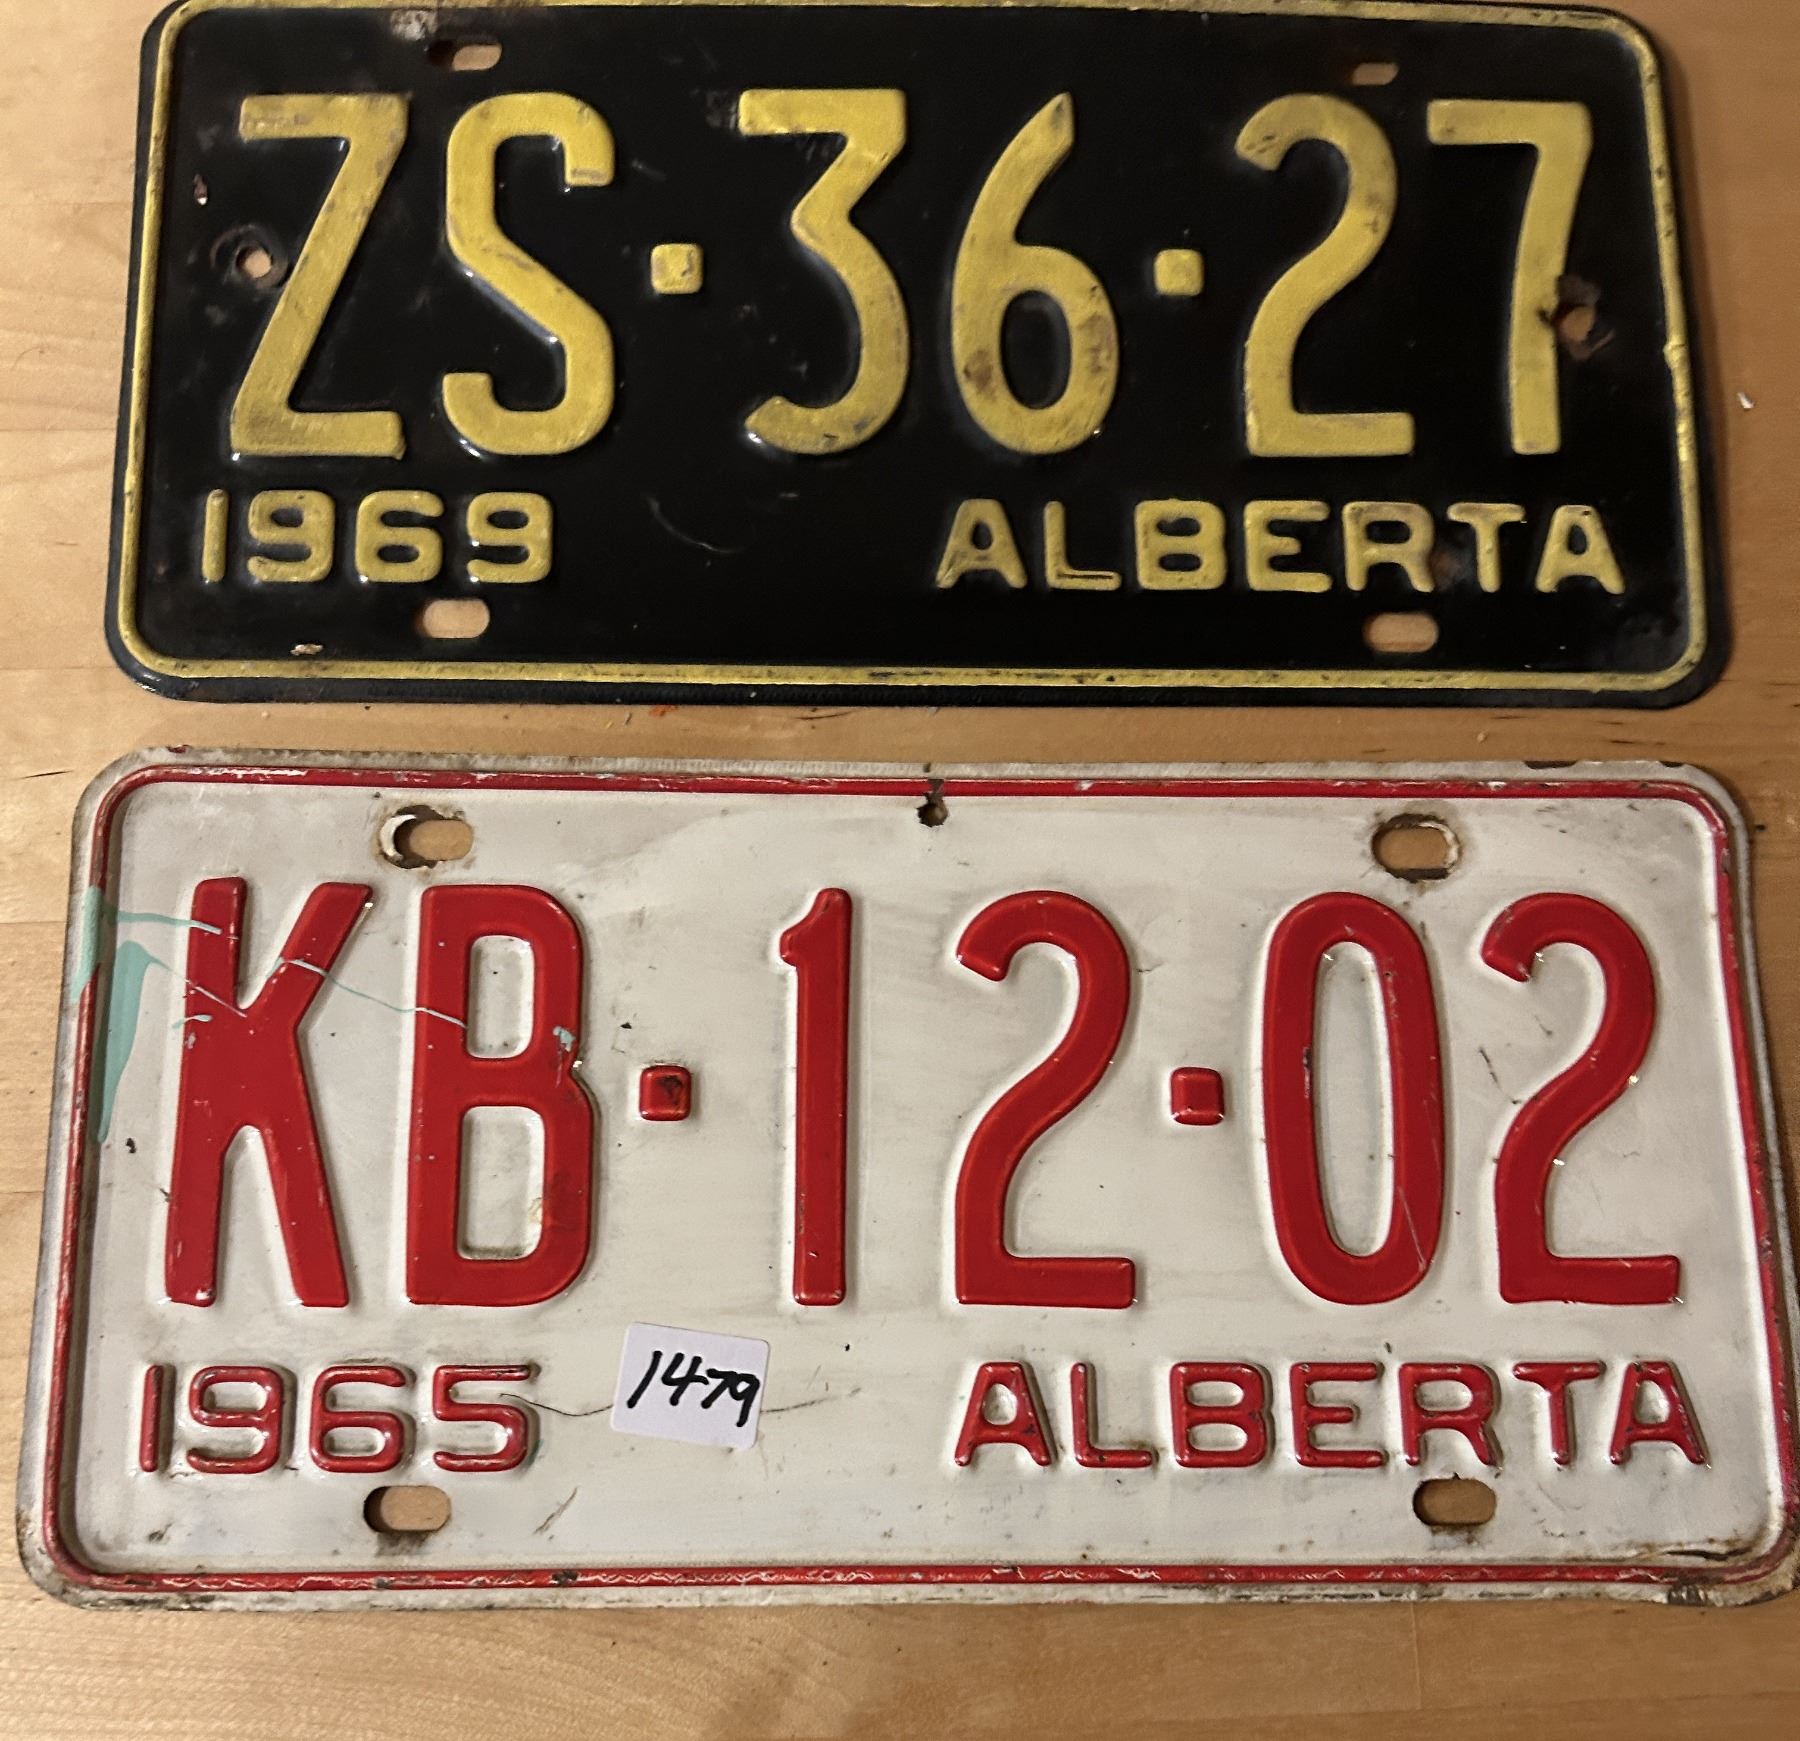 ZS·36·27
1969 ALBERTA
KB·12·02
1965 1479 ALBERTA